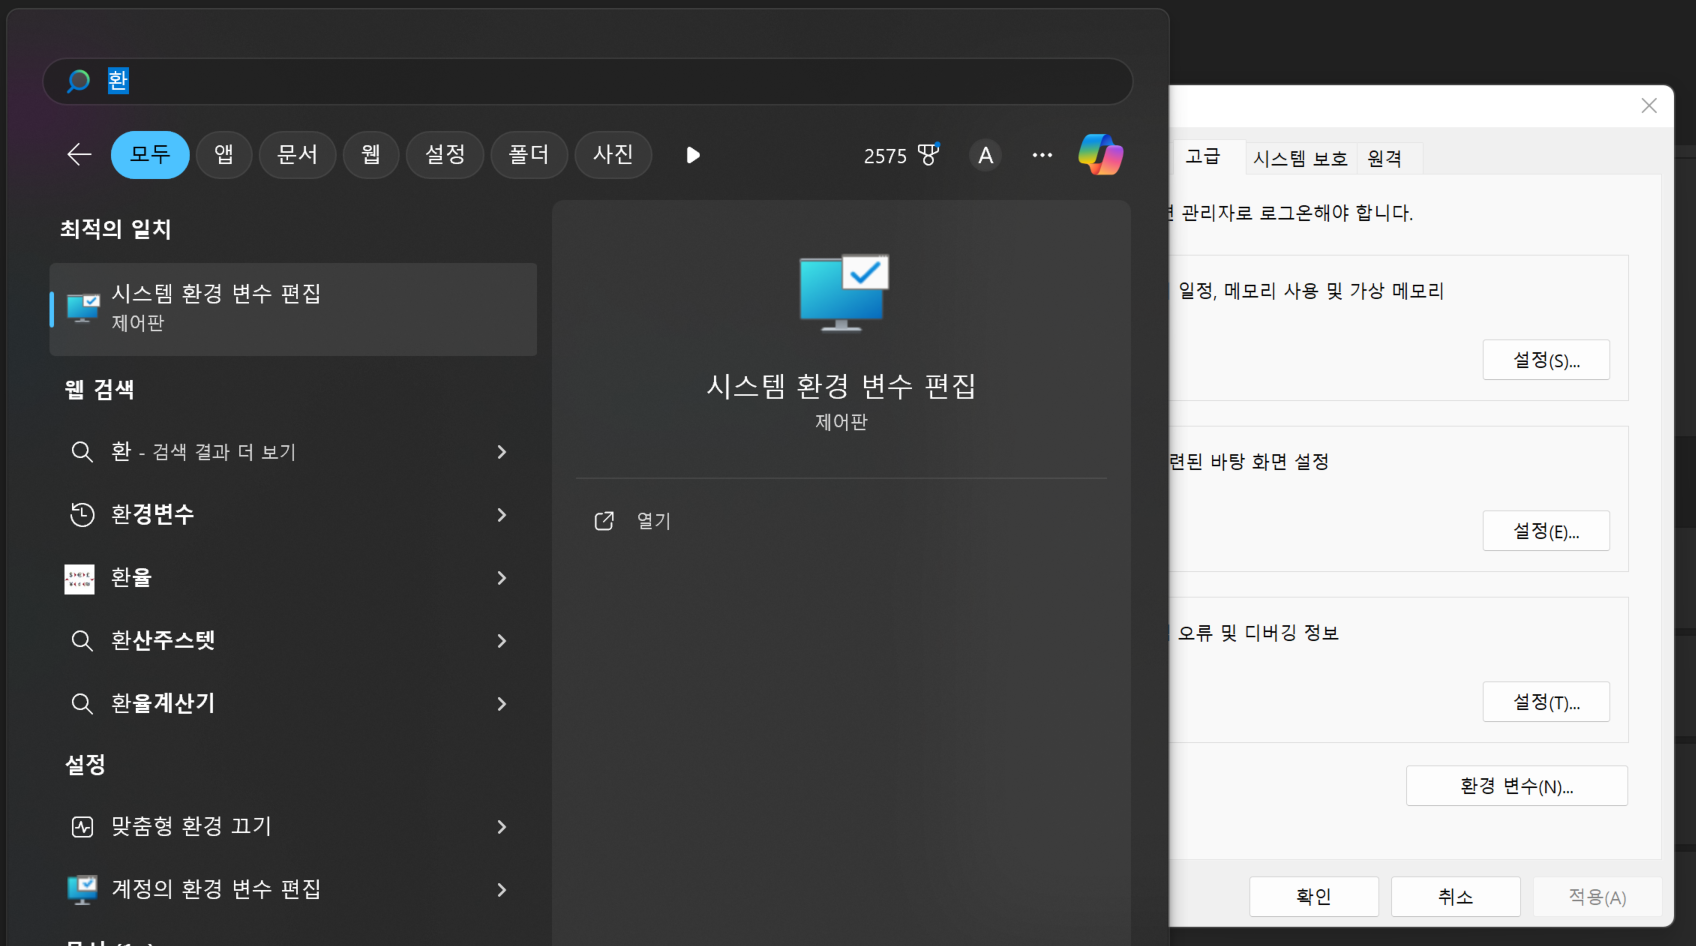 환
모두 앱 문서 웹 설정 폴더 사진 2575 A
최적의 일치
시스템 환경 변수 편집
제어판
웹 검색
환 - 검색 결과 더 보기
환경변수
환율
환산주스텟
환율계산기
설정
맞춤형 환경 끄기
계정의 환경 변수 편집
시스템 환경 변수 편집
제어판
열기
고급 시스템 보호 원격
관리자로 로그온해야 합니다.
일정, 메모리 사용 및 가상 메모리
설정(S)...
련된 바탕 화면 설정
설정(E)...
오류 및 디버깅 정보
설정(T)...
환경 변수(N)...
확인 취소 적용(A)